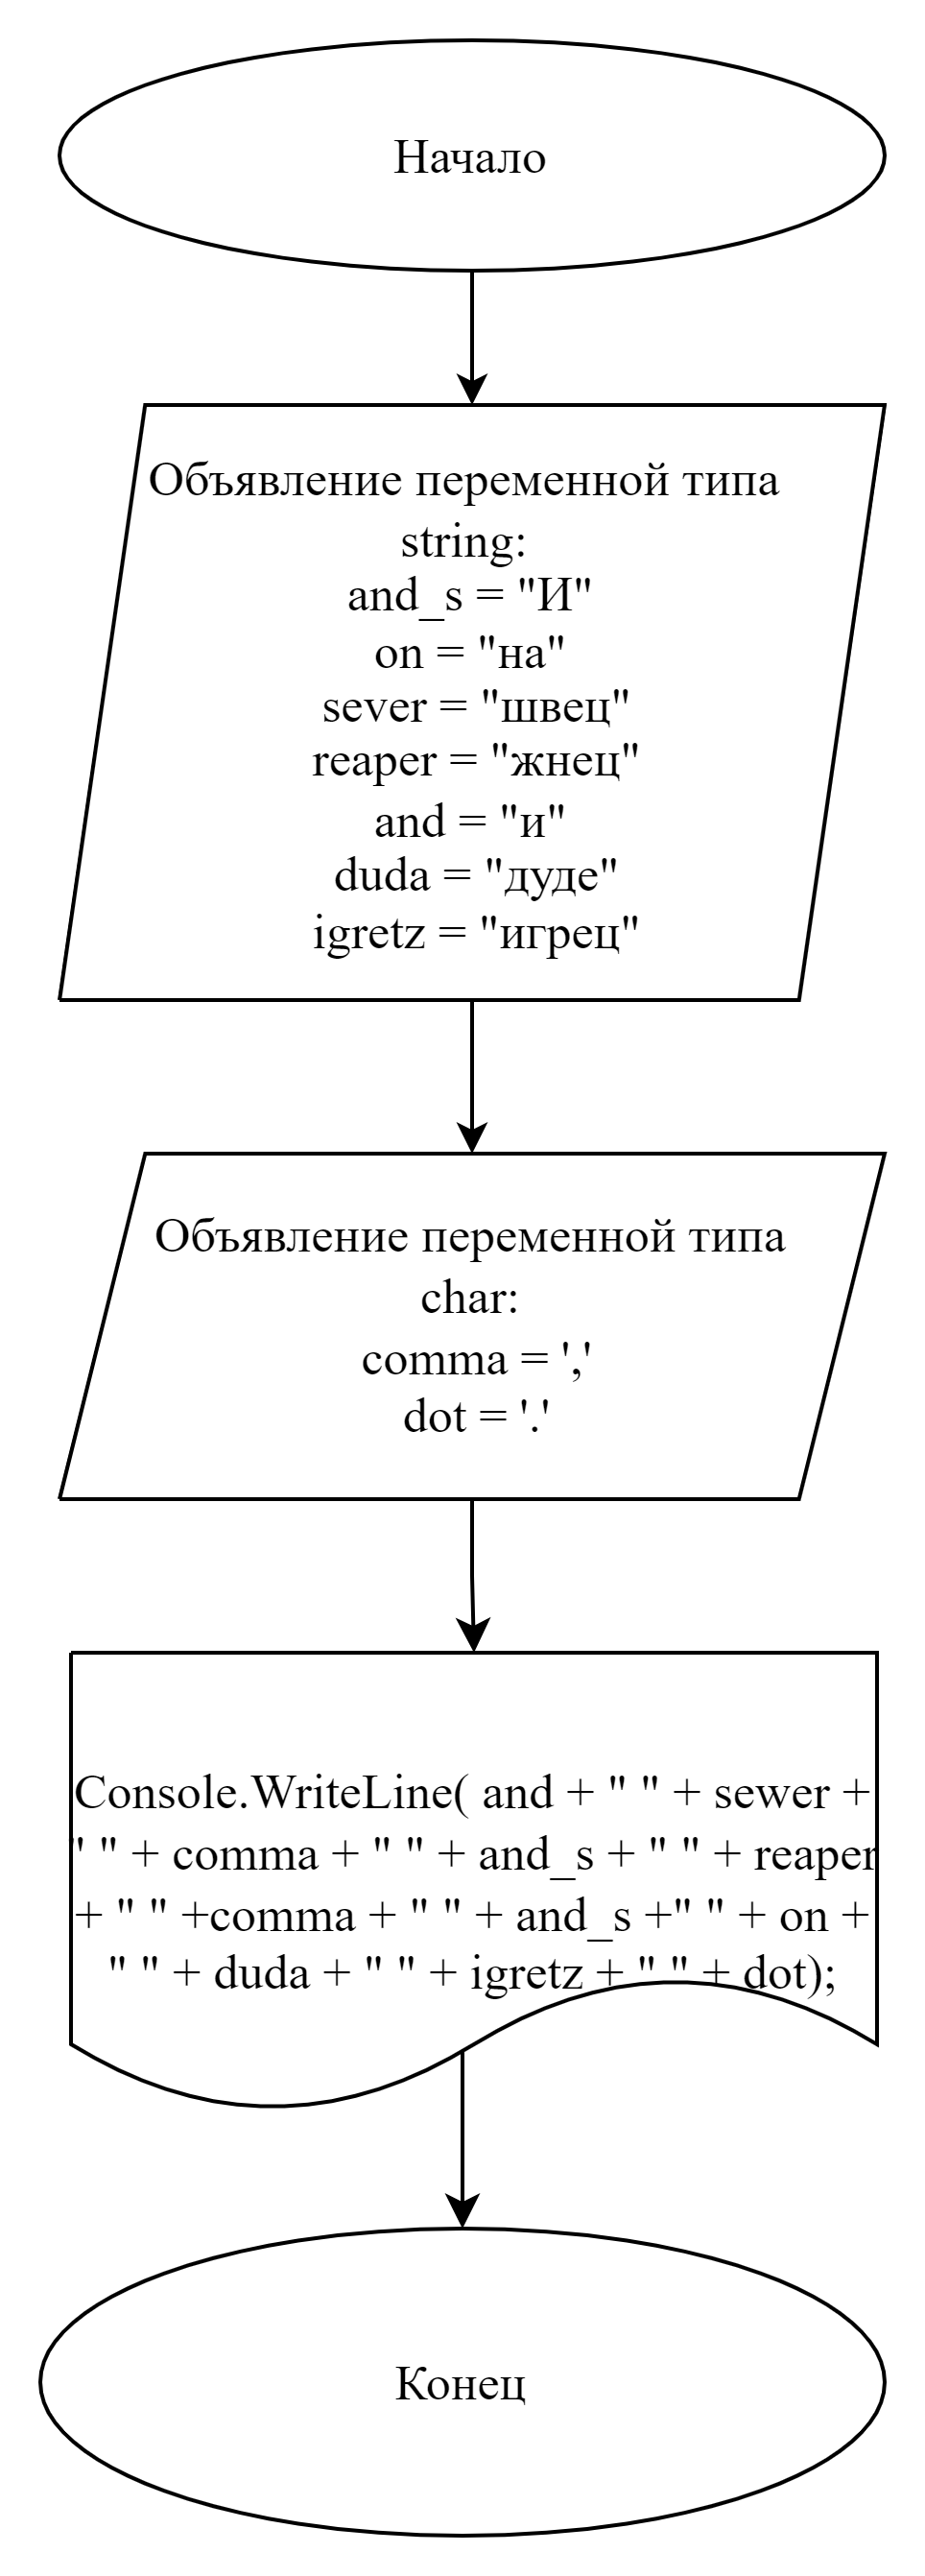 Начало
Объявление переменной типа
string:
and_s = "И"
on = "на"
sever = "швец"
reaper = "жнец"
and = "и"
duda = "дуде"
igretz = "игрец"
Объявление переменной типа
char:
comma = ','
dot = '.'
Console.WriteLine( and + " " + sewer +
" " + comma + " " + and_s + " " + reaper
+ " " +comma + " " + and_s +" " + on +
" " + duda + " " + igretz + " " + dot);
Конец